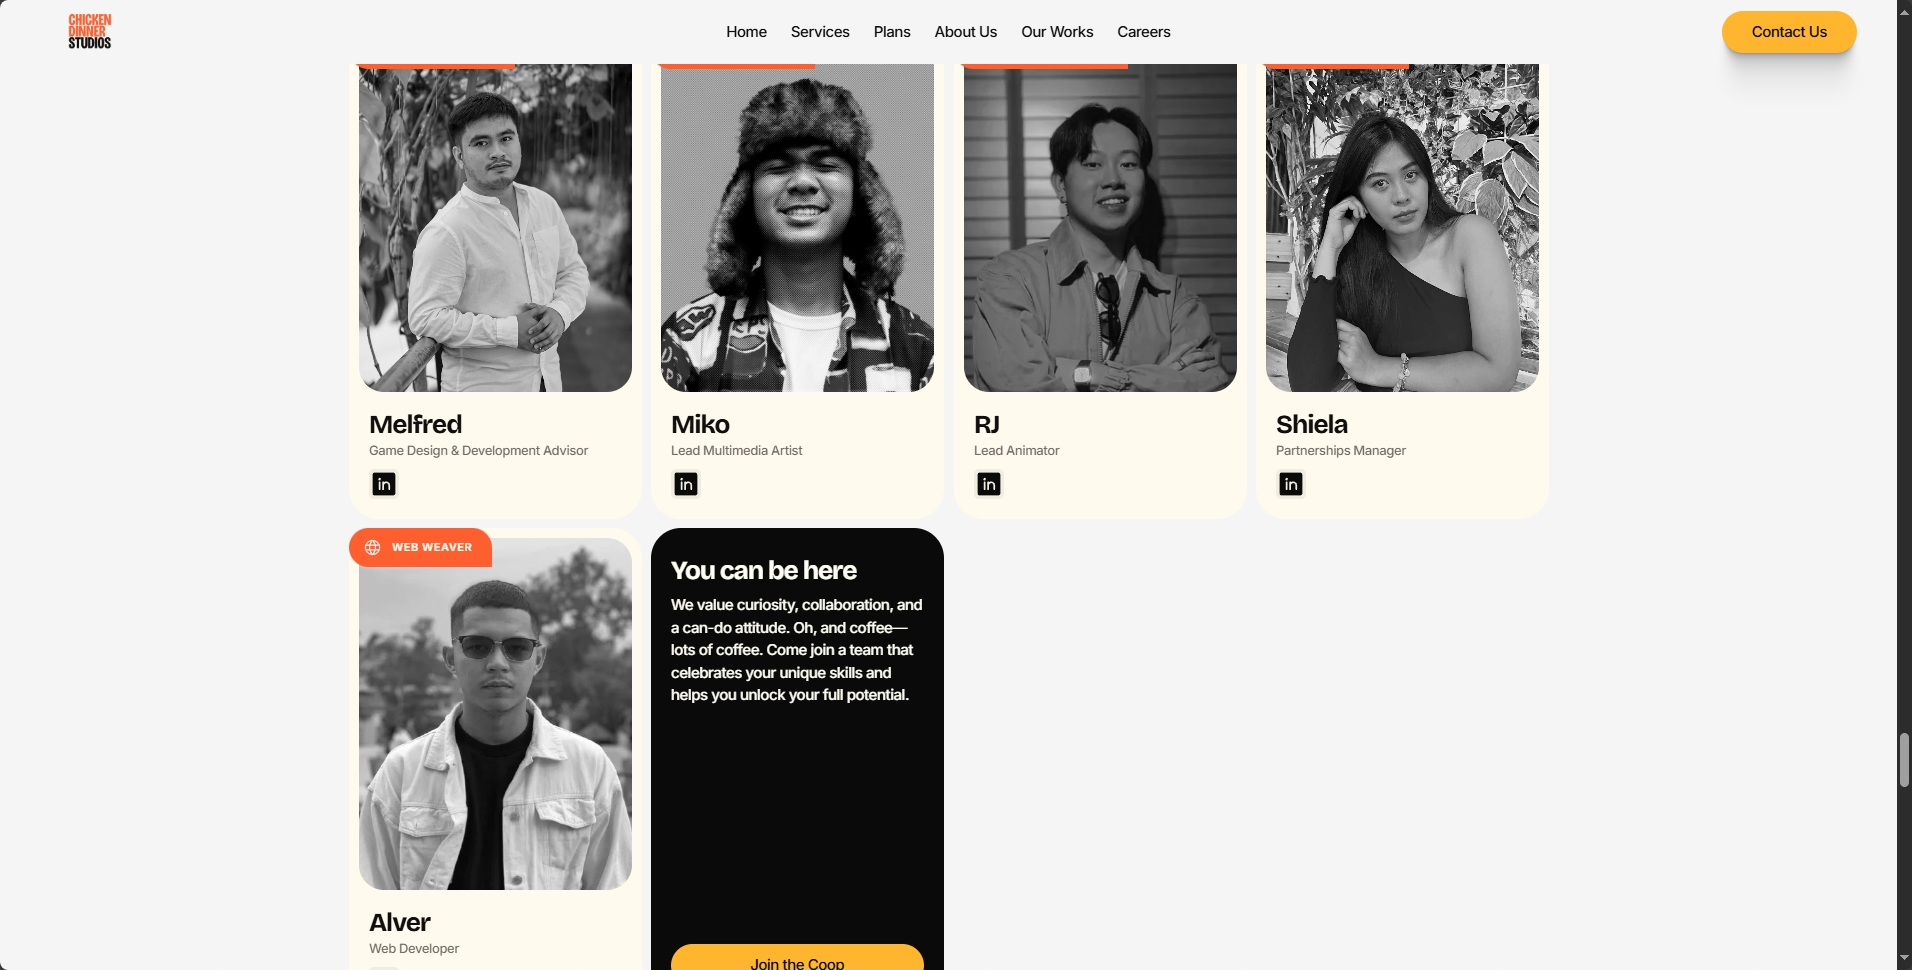 CHICKEN
DINNER
STUDIOS
Home
Services
Plans
About Us
Our Works
Careers
Contact Us
Melfred
Game Design & Development Advisor
in
Miko
Lead Multimedia Artist
in
RJ
Lead Animator
in
Shiela
Partnerships Manager
in
WEB WEAVER
Alver
Web Developer
You can be here
We value curiosity, collaboration, and
a can-do attitude. Oh, and coffee—
lots of coffee. Come join a team that
celebrates your unique skills and
helps you unlock your full potential.
Join the Coop